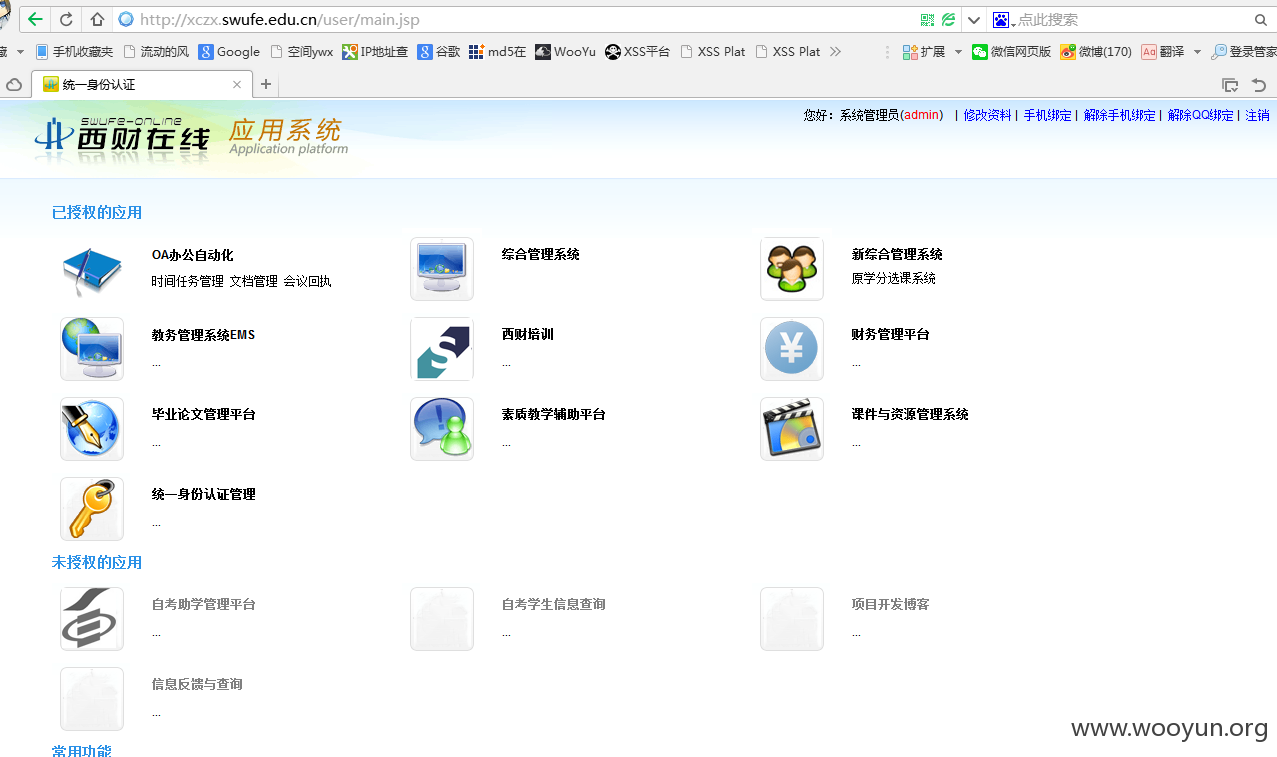 http://xczx.swufe.edu.cn/user/main.jsp 点此搜索
藏 手机收藏夹 流动的风 Google 空间ywx IP地址查 谷歌 md5在 WooYu XSS平台 XSS Plat XSS Plat 扩展 微信网页版 微博(170) Aa 翻译 登录管家
统一身份认证
您好：系统管理员(admin) | 修改资料 | 手机绑定 | 解除手机绑定 | 解除QQ绑定 | 注销
swufe-online
西财在线 应用系统
Application platform
已授权的应用
OA办公自动化 综合管理系统 新综合管理系统
时间任务管理 文档管理 会议回执 原学分选课系统
教务管理系统EMS 西财培训 财务管理平台
... ... ...
毕业论文管理平台 素质教学辅助平台 课件与资源管理系统
... ... ...
统一身份认证管理
...
未授权的应用
自考助学管理平台 自考学生信息查询 项目开发博客
... ... ...
信息反馈与查询
...
www.wooyun.org
常用功能